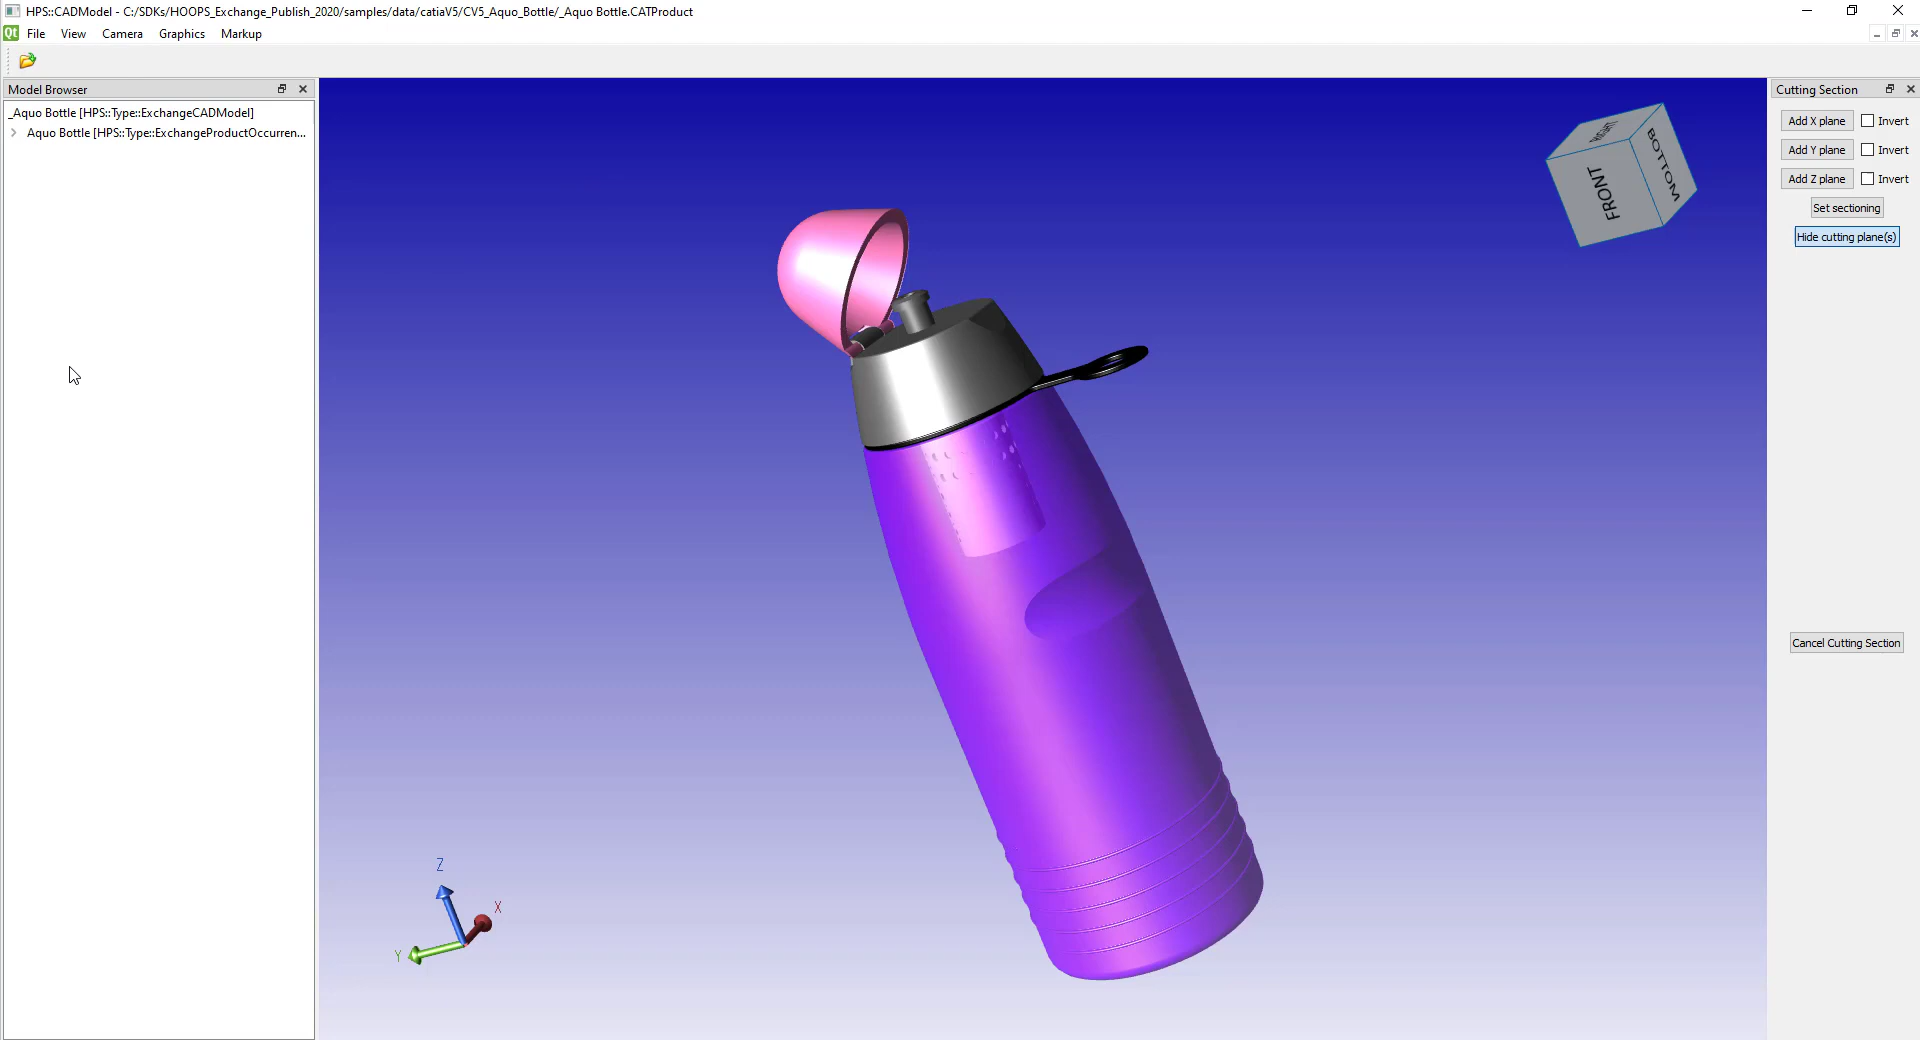 HPS::CADModel - C:/SDKs/HOOPS_Exchange_Publish_2020/samples/data/catiaV5/CV5_Aquo_Bottle/_Aquo Bottle.CATProduct
Qt File View Camera Graphics Markup
Model Browser
_Aquo Bottle [HPS::Type::ExchangeCADModel]
Aquo Bottle [HPS::Type::ExchangeProductOccurren...
RIGHT
FRONT
BOTTOM
Z
X
Y
Cutting Section
Add X plane Invert
Add Y plane Invert
Add Z plane Invert
Set sectioning
Hide cutting plane(s)
Cancel Cutting Section